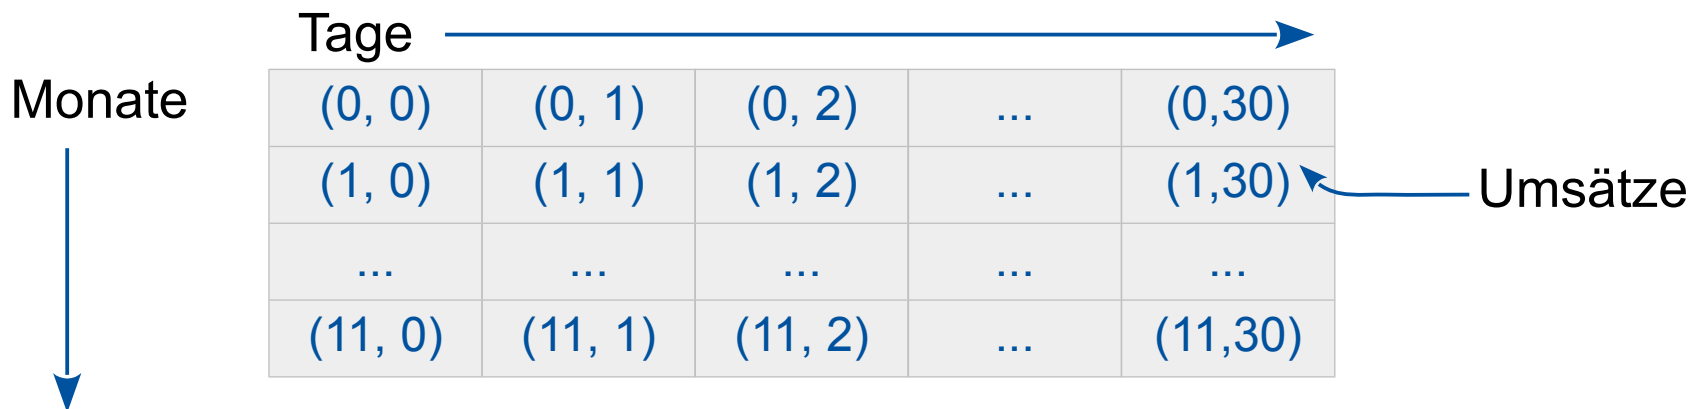 Tage
Monate
(0, 0) (0, 1) (0, 2) ... (0,30)
(1, 0) (1, 1) (1, 2) ... (1,30)
Umsätze
... ... ... ... ...
(11, 0) (11, 1) (11, 2) ... (11,30)